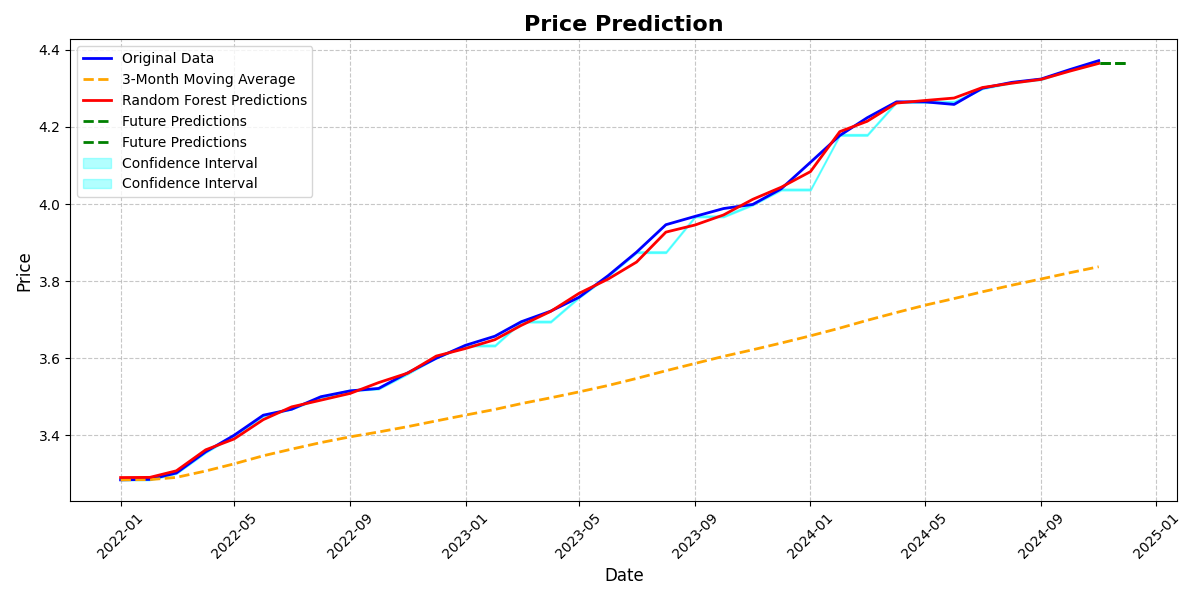 Price Prediction
4.4
4.2
4.0
3.8
3.6
3.4
Price
Original Data
3-Month Moving Average
Random Forest Predictions
Future Predictions
Future Predictions
Confidence Interval
Confidence Interval
2022-01
2022-05
2022-09
2023-01
2023-05
2023-09
2024-01
2024-05
2024-09
2025-01
Date